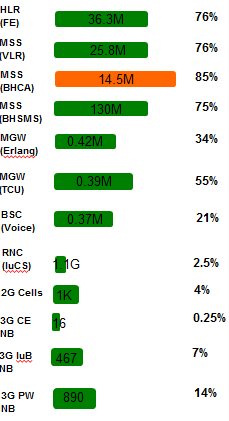 HLR
(FE)
36.3M
76%
MSS
(VLR)
25.8M
76%
MSS
(BHCA)
14.5M
85%
MSS
(BHSMS)
130M
75%
MGW
(Erlang)
0.42M
34%
MGW
(TCU)
0.39M
55%
BSC
(Voice)
0.37M
21%
RNC
(IuCS)
1.1G
2.5%
2G Cells
1K
4%
3G CE
NB
16
0.25%
3G IuB
NB
467
7%
3G PW
NB
890
14%